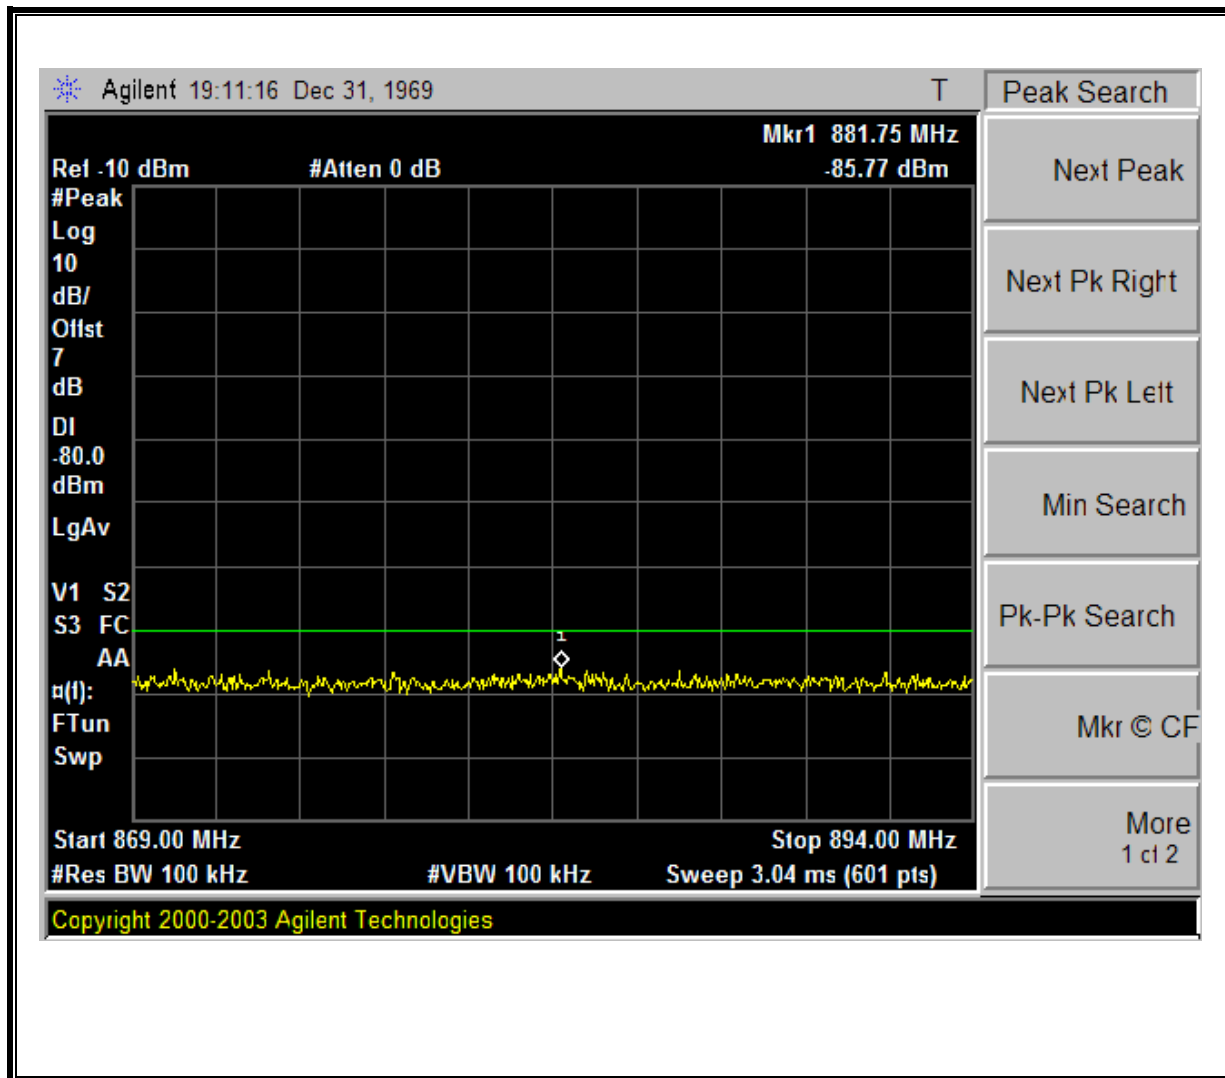 Agilent 19:11:16 Dec 31, 1969 T
Peak Search
Mkr1 881.75 MHz
Ref -10 dBm #Atten 0 dB -85.77 dBm
#Peak
Log
10
dB/
Offst
7
dB
DI
-80.0
dBm
LgAv
V1 S2
S3 FC
AA
¤(f):
FTun
Swp
1
Start 869.00 MHz Stop 894.00 MHz
#Res BW 100 kHz #VBW 100 kHz Sweep 3.04 ms (601 pts)
Copyright 2000-2003 Agilent Technologies
Next Peak
Next Pk Right
Next Pk Left
Min Search
Pk-Pk Search
Mkr © CF
More
1 of 2